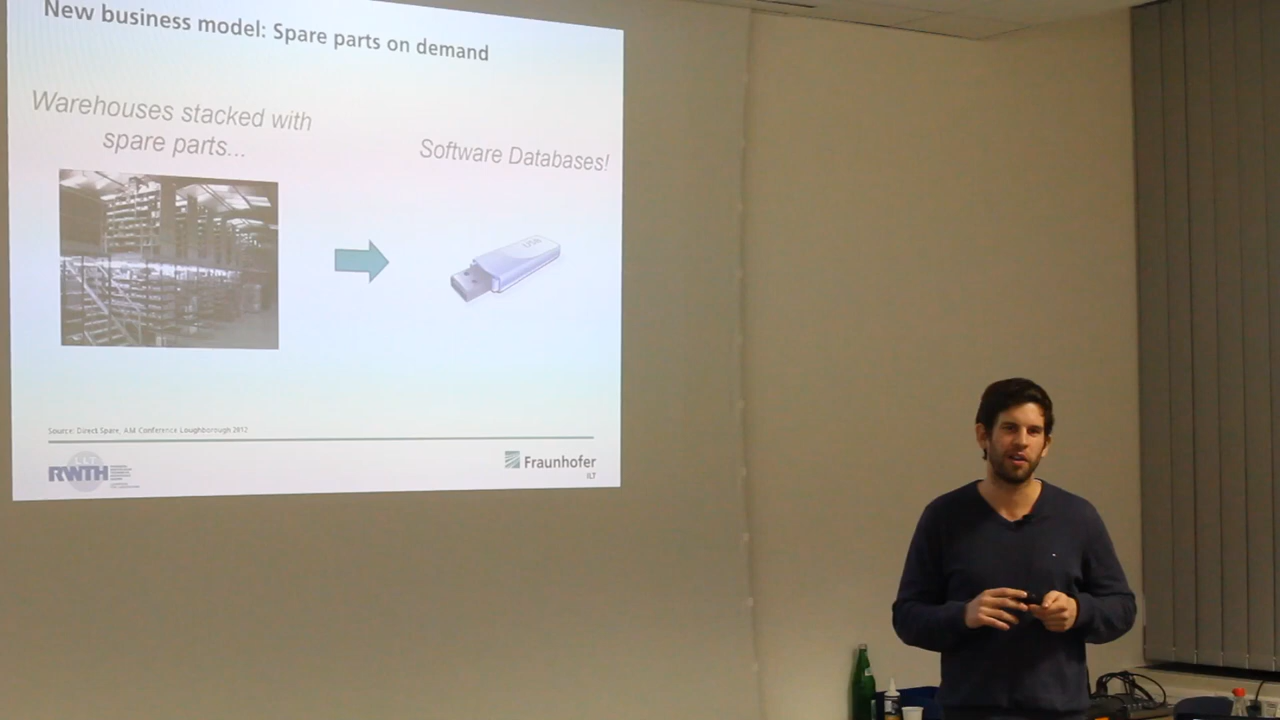 New business model: Spare parts on demand
Warehouses stacked with
spare parts...
Software Databases!
USB
Source: Direct Spare, AM Conference Loughborough 2012
RWTH
Fraunhofer
ILT